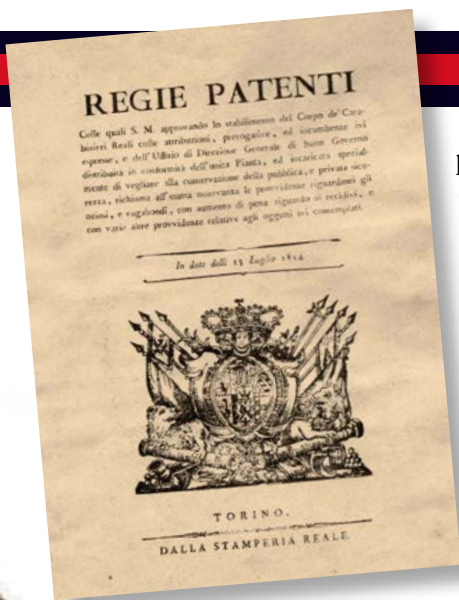 REGIE PATENTI
Colle quali S. M. approvando lo stabilimento del Corpo de' Cara-
binieri Reali colle attribuzioni, prerogative, ed incumbenze ivi
espresse, e dell' Uffizio di Direzione Generale di buon Governo
distribuita in conformità dell'unita Pianta, ed incaricata special-
mente di vegliare alla conservazione della pubblica, e privata sicu-
rezza, richiama all'esatta osservanza le provvidenze riguardanti gli
oziosi, e vagabondi, con aumento di pena riguardo ai recidivi, e
con varie altre provvidenze relative agli oggetti ivi contemplati.
In data delli 13 Luglio 1814.
TORINO,
DALLA STAMPERIA REALE.